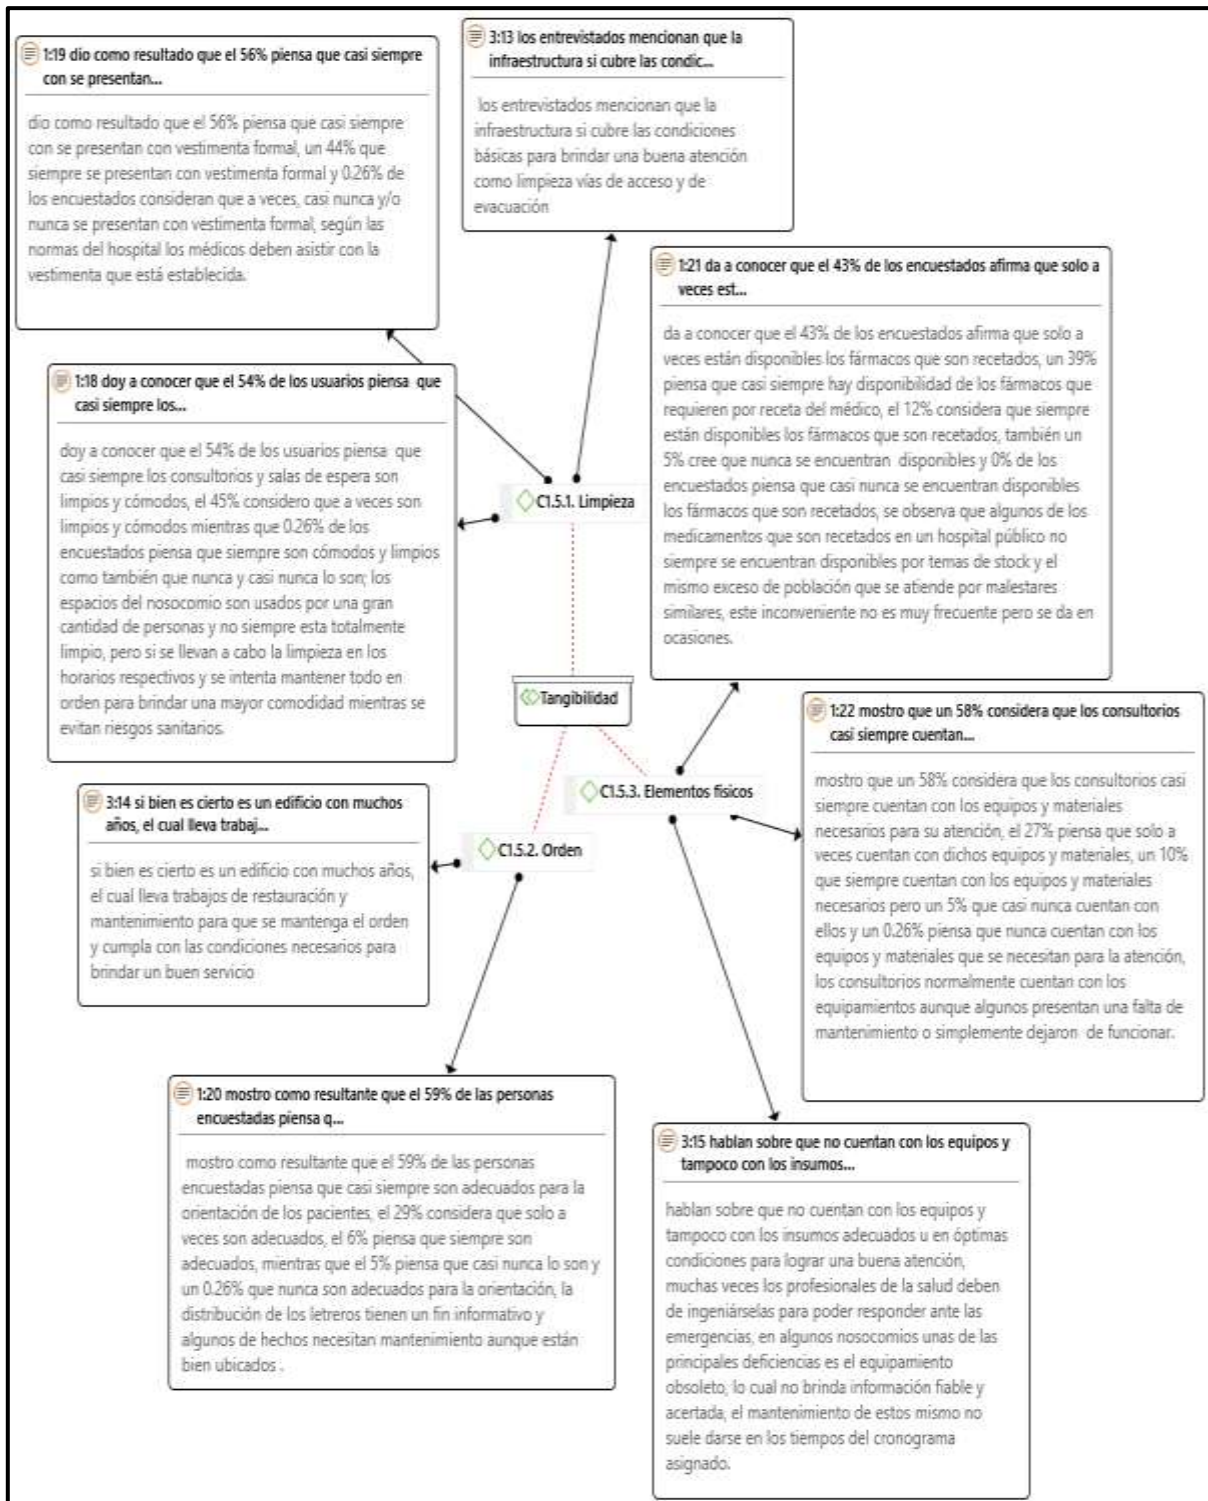 1:19 dio como resultado que el 56% piensa que casi siempre
con se presentan...
dio como resultado que el 56% piensa que casi siempre
con se presentan con vestimenta formal, un 44% que
siempre se presentan con vestimenta formal y 0.26% de
los encuestados consideran que a veces, casi nunca y/o
nunca se presentan con vestimenta formal, según las
normas del hospital los médicos deben asistir con la
vestimenta que está establecida.
3:13 los entrevistados mencionan que la
infraestructura si cubre las condic...
los entrevistados mencionan que la
infraestructura si cubre las condiciones
básicas para brindar una buena atención
como limpieza vías de acceso y de
evacuación
1:21 da a conocer que el 43% de los encuestados afirma que solo a
veces est...
da a conocer que el 43% de los encuestados afirma que solo a
veces están disponibles los fármacos que son recetados, un 39%
piensa que casi siempre hay disponibilidad de los fármacos que
requieren por receta del médico, el 12% considera que siempre
están disponibles los fármacos que son recetados, también un
5% cree que nunca se encuentran disponibles y 0% de los
encuestados piensa que casi nunca se encuentran disponibles
los fármacos que son recetados, se observa que algunos de los
medicamentos que son recetados en un hospital público no
siempre se encuentran disponibles por temas de stock y el
mismo exceso de población que se atiende por malestares
similares, este inconveniente no es muy frecuente pero se da en
ocasiones.
1:18 doy a conocer que el 54% de los usuarios piensa que
casi siempre los...
doy a conocer que el 54% de los usuarios piensa que
casi siempre los consultorios y salas de espera son
limpios y cómodos, el 45% considero que a veces son
limpios y cómodos mientras que 0.26% de los
encuestados piensa que siempre son cómodos y limpios
como también que nunca y casi nunca lo son; los
espacios del nosocomio son usados por una gran
cantidad de personas y no siempre esta totalmente
limpio, pero si se llevan a cabo la limpieza en los
horarios respectivos y se intenta mantener todo en
orden para brindar una mayor comodidad mientras se
evitan riesgos sanitarios.
C1.5.1. Limpieza
Tangibilidad
C1.5.3. Elementos físicos
C1.5.2. Orden
1:22 mostro que un 58% considera que los consultorios
casi siempre cuentan...
mostro que un 58% considera que los consultorios casi
siempre cuentan con los equipos y materiales
necesarios para su atención, el 27% piensa que solo a
veces cuentan con dichos equipos y materiales, un 10%
que siempre cuentan con los equipos y materiales
necesarios pero un 5% que casi nunca cuentan con
ellos y un 0.26% piensa que nunca cuentan con los
equipos y materiales que se necesitan para la atención,
los consultorios normalmente cuentan con los
equipamientos aunque algunos presentan una falta de
mantenimiento o simplemente dejaron de funcionar.
3:14 si bien es cierto es un edificio con muchos
años, el cual lleva trabaj...
si bien es cierto es un edificio con muchos años,
el cual lleva trabajos de restauración y
mantenimiento para que se mantenga el orden
y cumpla con las condiciones necesarios para
brindar un buen servicio
1:20 mostro como resultante que el 59% de las personas
encuestadas piensa q...
mostro como resultante que el 59% de las personas
encuestadas piensa que casi siempre son adecuados para la
orientación de los pacientes, el 29% considera que solo a
veces son adecuados, el 6% piensa que siempre son
adecuados, mientras que el 5% piensa que casi nunca lo son y
un 0.26% que nunca son adecuados para la orientación, la
distribución de los letreros tienen un fin informativo y
algunos de hechos necesitan mantenimiento aunque están
bien ubicados .
3:15 hablan sobre que no cuentan con los equipos y
tampoco con los insumos...
hablan sobre que no cuentan con los equipos y
tampoco con los insumos adecuados u en óptimas
condiciones para lograr una buena atención,
muchas veces los profesionales de la salud deben
de ingeniárselas para poder responder ante las
emergencias, en algunos nosocomios unas de las
principales deficiencias es el equipamiento
obsoleto, lo cual no brinda información fiable y
acertada, el mantenimiento de estos mismo no
suele darse en los tiempos del cronograma
asignado.